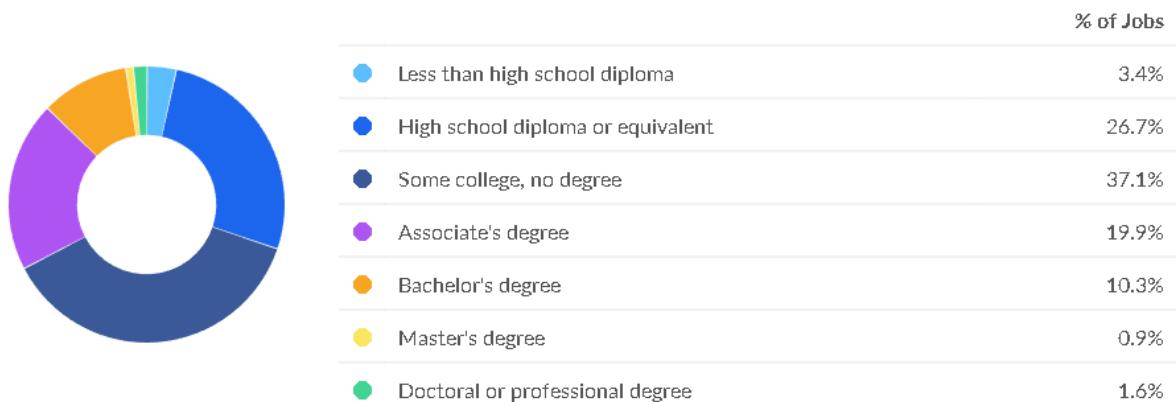 % of Jobs
Less than high school diploma 3.4%
High school diploma or equivalent 26.7%
Some college, no degree 37.1%
Associate's degree 19.9%
Bachelor's degree 10.3%
Master's degree 0.9%
Doctoral or professional degree 1.6%